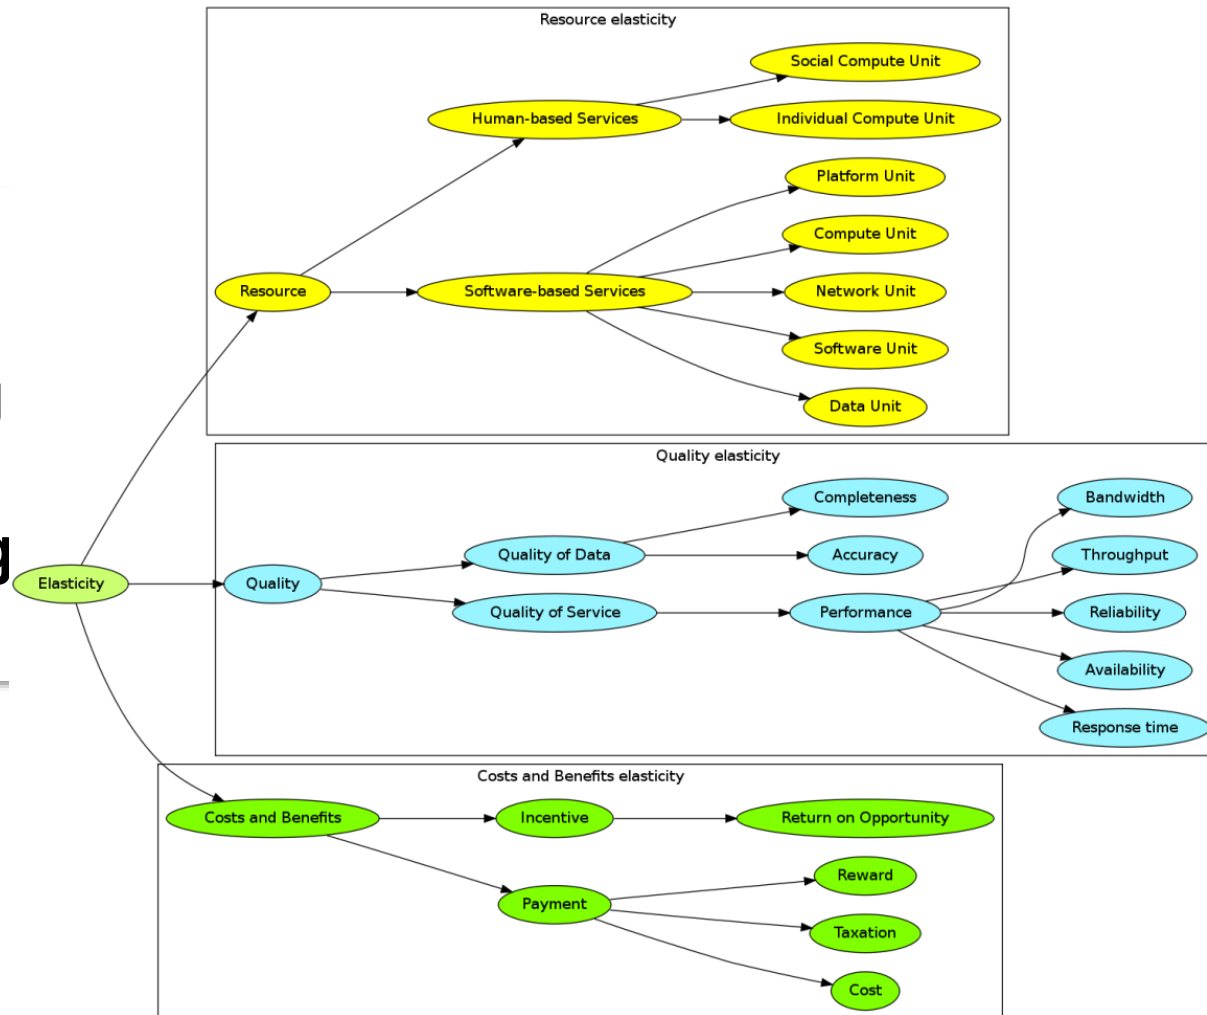 Resource elasticity
Social Compute Unit
Human-based Services
Individual Compute Unit
Platform Unit
Compute Unit
Resource
Software-based Services
Network Unit
Software Unit
Data Unit
Quality elasticity
Completeness
Bandwidth
Quality of Data
Accuracy
Throughput
g
Elasticity
Quality
Quality of Service
Performance
Reliability
Availability
Response time
Costs and Benefits elasticity
Costs and Benefits
Incentive
Return on Opportunity
Reward
Payment
Taxation
Cost